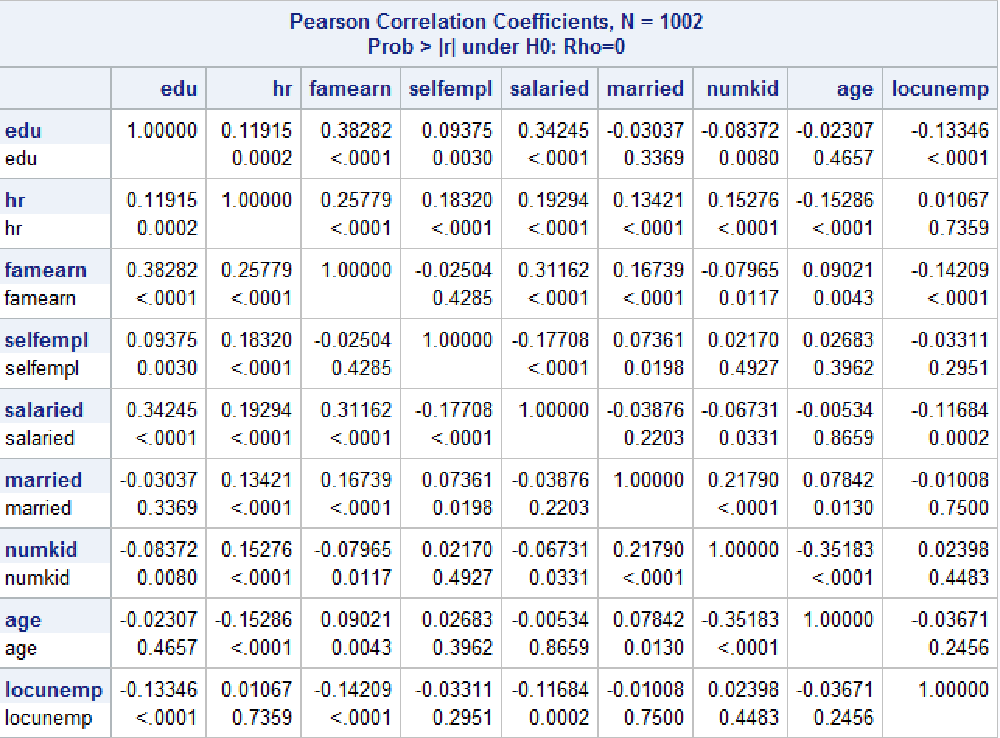 Pearson Correlation Coefficients, N = 1002
Prob > |r| under H0: Rho=0
edu hr famearn selfempl salaried married numkid age locunemp
edu 1.00000 0.11915 0.38282 0.09375 0.34245 -0.03037 -0.08372 -0.02307 -0.13346
edu 0.0002 <.0001 0.0030 <.0001 0.3369 0.0080 0.4657 <.0001
hr 0.11915 1.00000 0.25779 0.18320 0.19294 0.13421 0.15276 -0.15286 0.01067
hr 0.0002 <.0001 <.0001 <.0001 <.0001 <.0001 <.0001 0.7359
famearn 0.38282 0.25779 1.00000 -0.02504 0.31162 0.16739 -0.07965 0.09021 -0.14209
famearn <.0001 <.0001 0.4285 <.0001 <.0001 0.0117 0.0043 <.0001
selfempl 0.09375 0.18320 -0.02504 1.00000 -0.17708 0.07361 0.02170 0.02683 -0.03311
selfempl 0.0030 <.0001 0.4285 <.0001 0.0198 0.4927 0.3962 0.2951
salaried 0.34245 0.19294 0.31162 -0.17708 1.00000 -0.03876 -0.06731 -0.00534 -0.11684
salaried <.0001 <.0001 <.0001 <.0001 0.2203 0.0331 0.8659 0.0002
married -0.03037 0.13421 0.16739 0.07361 -0.03876 1.00000 0.21790 0.07842 -0.01008
married 0.3369 <.0001 <.0001 0.0198 0.2203 <.0001 0.0130 0.7500
numkid -0.08372 0.15276 -0.07965 0.02170 -0.06731 0.21790 1.00000 -0.35183 0.02398
numkid 0.0080 <.0001 0.0117 0.4927 0.0331 <.0001 <.0001 0.4483
age -0.02307 -0.15286 0.09021 0.02683 -0.00534 0.07842 -0.35183 1.00000 -0.03671
age 0.4657 <.0001 0.0043 0.3962 0.8659 0.0130 <.0001 0.2456
locunemp -0.13346 0.01067 -0.14209 -0.03311 -0.11684 -0.01008 0.02398 -0.03671 1.00000
locunemp <.0001 0.7359 <.0001 0.2951 0.0002 0.7500 0.4483 0.2456